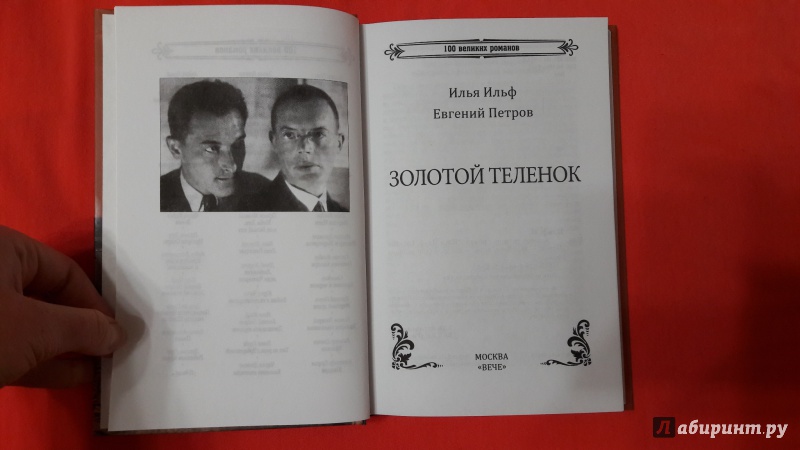 100 великих романов
Илья Ильф
Евгений Петров
ЗОЛОТОЙ ТЕЛЕНОК
МОСКВА
«ВЕЧЕ»
Лабиринт.ру